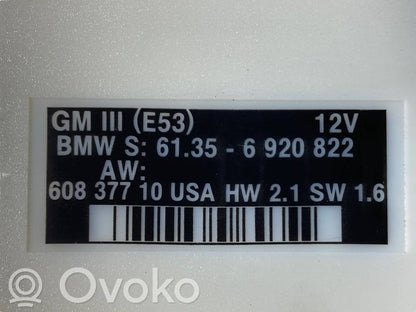 GM III (E53) 12V
BMW S: 61.35 - 6 920 822
AW:
608 377 10 USA HW 2.1 SW 1.6
OVOKO